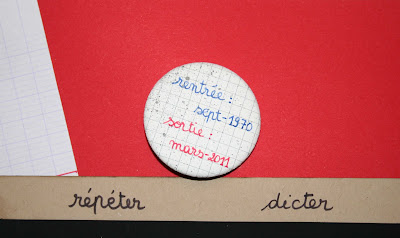 rentrée :
sept-1970
sortie :
mars-2011
répéter dicter